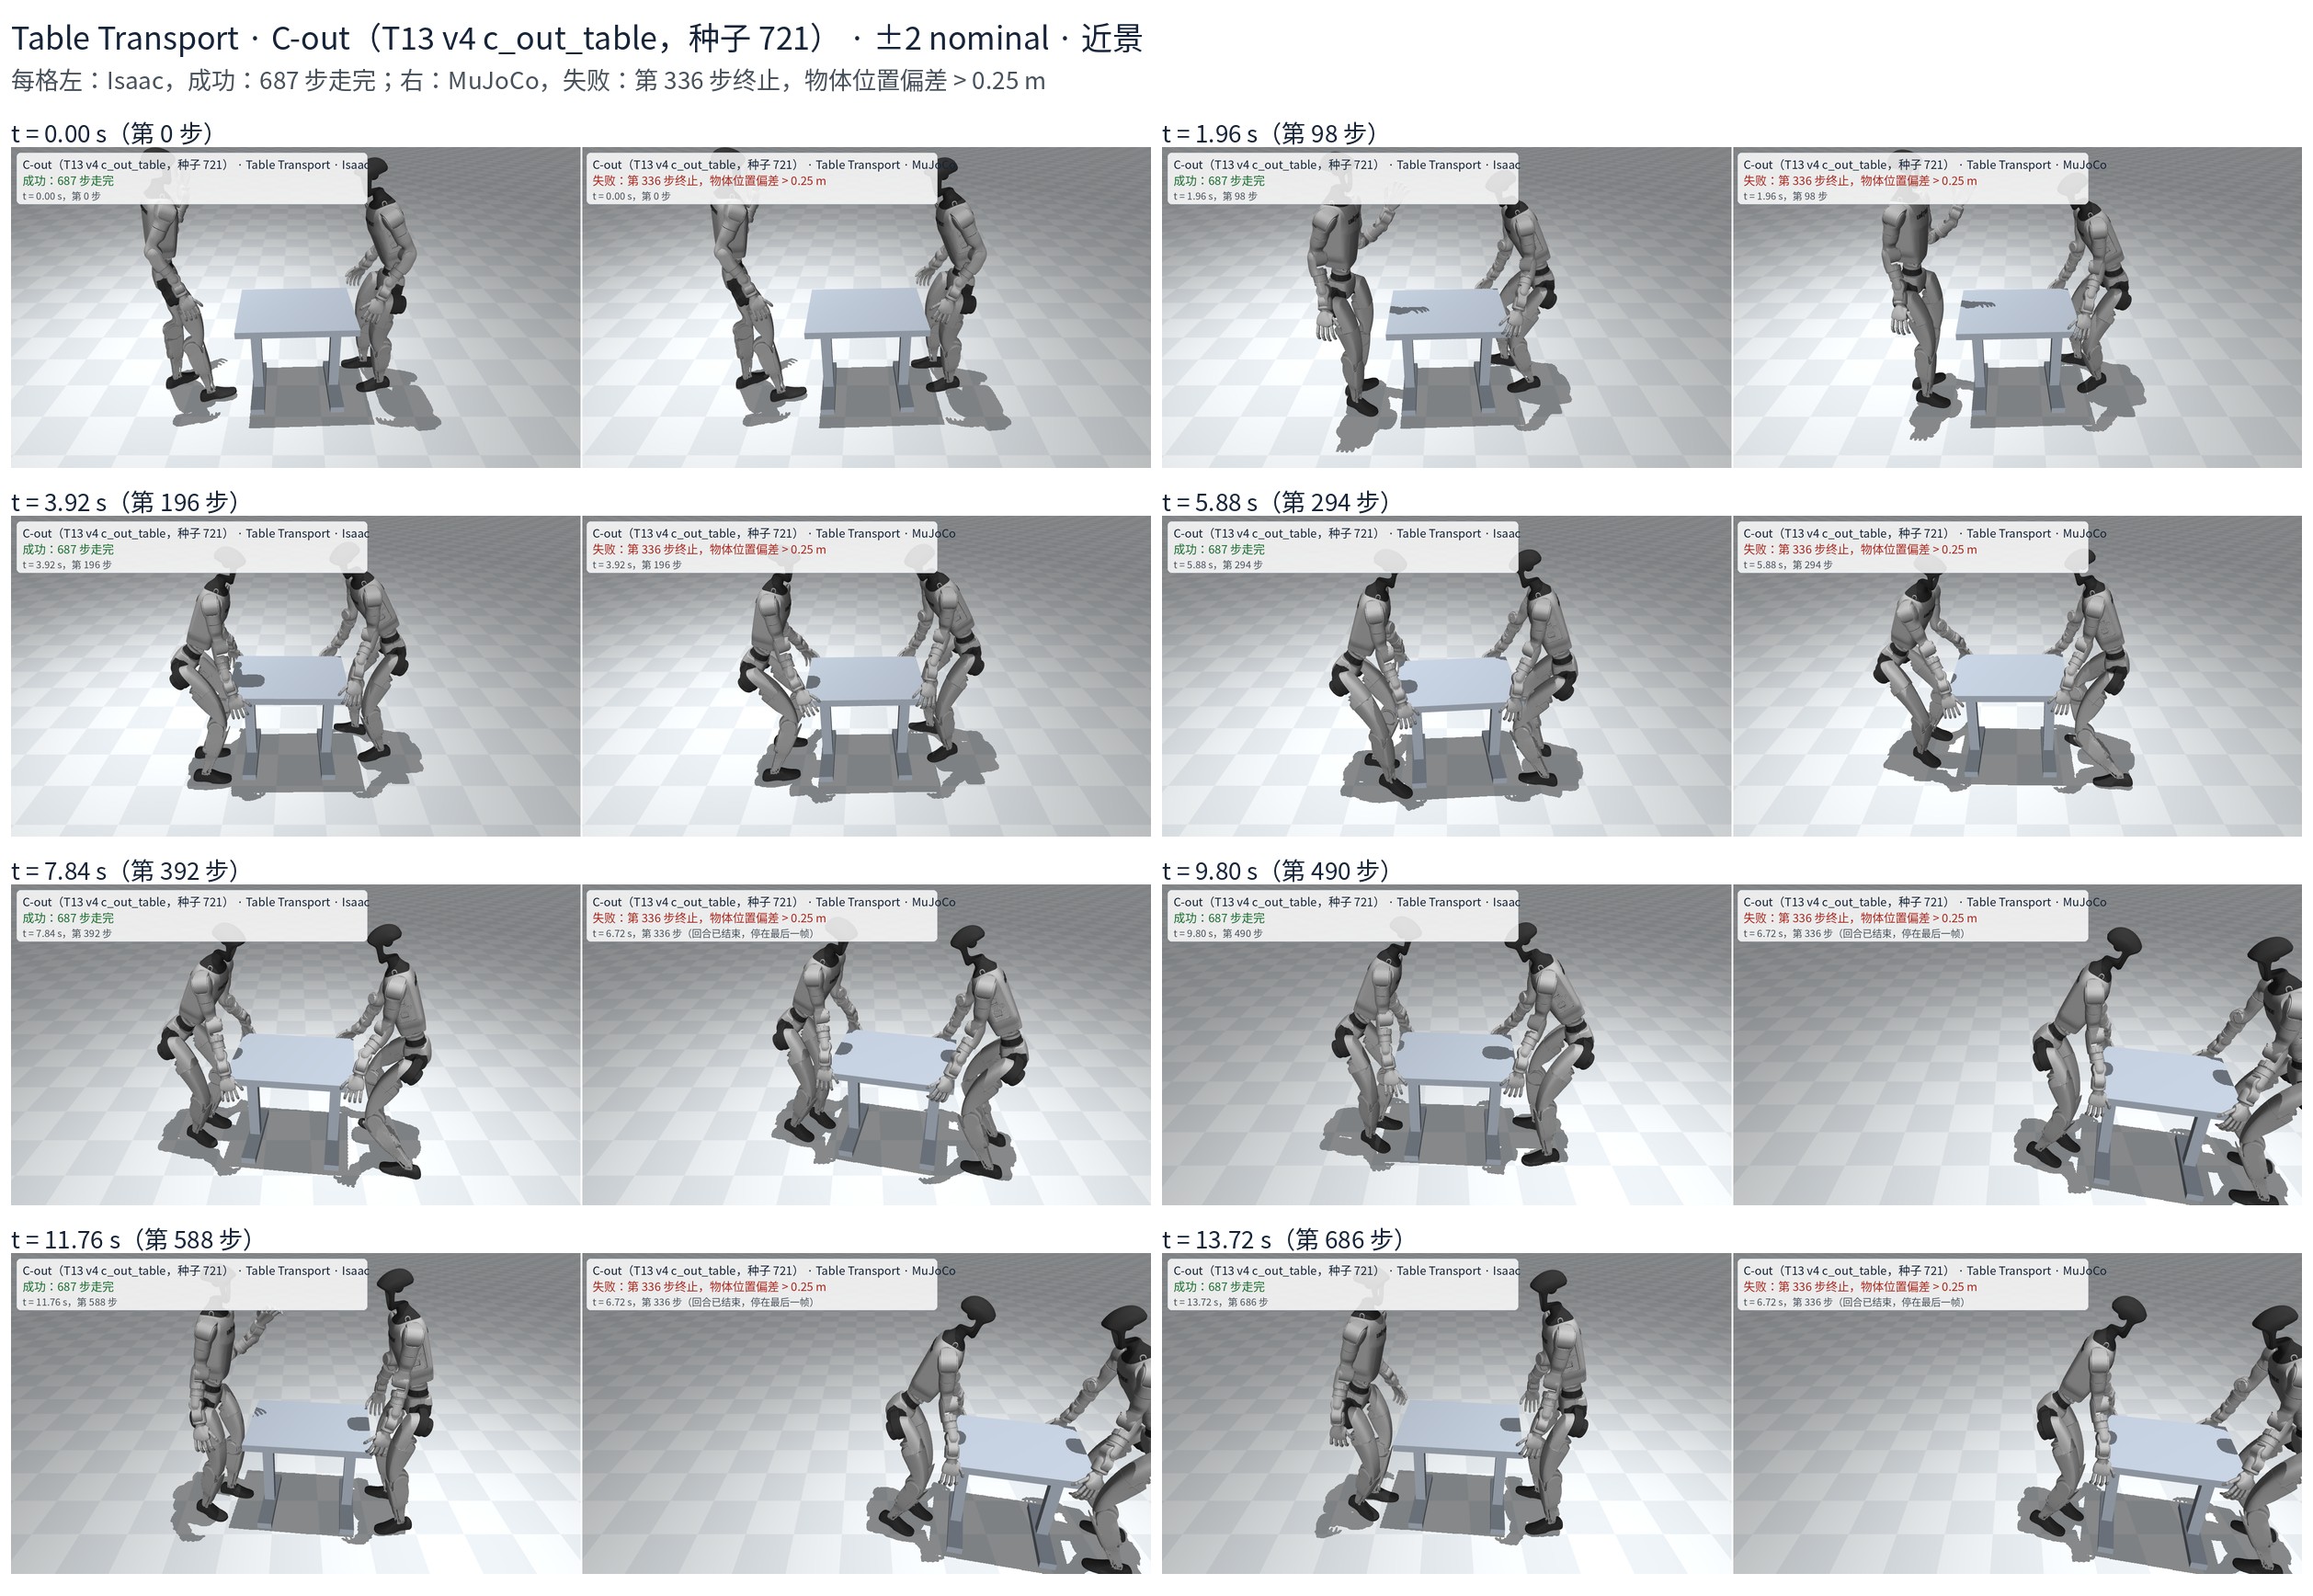 Table Transport · C-out（T13 v4 c_out_table，种子 721） · ±2 nominal · 近景
每格左：Isaac，成功：687 步走完；右：MuJoCo，失败：第 336 步终止，物体位置偏差 > 0.25 m
t = 0.00 s（第 0 步）
C-out（T13 v4 c_out_table，种子 721） · Table Transport · Isaac
成功：687 步走完
t = 0.00 s，第 0 步
C-out（T13 v4 c_out_table，种子 721） · Table Transport · MuJoCo
失败：第 336 步终止，物体位置偏差 > 0.25 m
t = 0.00 s，第 0 步
t = 1.96 s（第 98 步）
C-out（T13 v4 c_out_table，种子 721） · Table Transport · Isaac
成功：687 步走完
t = 1.96 s，第 98 步
C-out（T13 v4 c_out_table，种子 721） · Table Transport · MuJoCo
失败：第 336 步终止，物体位置偏差 > 0.25 m
t = 1.96 s，第 98 步
t = 3.92 s（第 196 步）
C-out（T13 v4 c_out_table，种子 721） · Table Transport · Isaac
成功：687 步走完
t = 3.92 s，第 196 步
C-out（T13 v4 c_out_table，种子 721） · Table Transport · MuJoCo
失败：第 336 步终止，物体位置偏差 > 0.25 m
t = 3.92 s，第 196 步
t = 5.88 s（第 294 步）
C-out（T13 v4 c_out_table，种子 721） · Table Transport · Isaac
成功：687 步走完
t = 5.88 s，第 294 步
C-out（T13 v4 c_out_table，种子 721） · Table Transport · MuJoCo
失败：第 336 步终止，物体位置偏差 > 0.25 m
t = 5.88 s，第 294 步
t = 7.84 s（第 392 步）
C-out（T13 v4 c_out_table，种子 721） · Table Transport · Isaac
成功：687 步走完
t = 7.84 s，第 392 步
C-out（T13 v4 c_out_table，种子 721） · Table Transport · MuJoCo
失败：第 336 步终止，物体位置偏差 > 0.25 m
t = 6.72 s，第 336 步（回合已结束，停在最后一帧）
t = 9.80 s（第 490 步）
C-out（T13 v4 c_out_table，种子 721） · Table Transport · Isaac
成功：687 步走完
t = 9.80 s，第 490 步
C-out（T13 v4 c_out_table，种子 721） · Table Transport · MuJoCo
失败：第 336 步终止，物体位置偏差 > 0.25 m
t = 6.72 s，第 336 步（回合已结束，停在最后一帧）
t = 11.76 s（第 588 步）
C-out（T13 v4 c_out_table，种子 721） · Table Transport · Isaac
成功：687 步走完
t = 11.76 s，第 588 步
C-out（T13 v4 c_out_table，种子 721） · Table Transport · MuJoCo
失败：第 336 步终止，物体位置偏差 > 0.25 m
t = 6.72 s，第 336 步（回合已结束，停在最后一帧）
t = 13.72 s（第 686 步）
C-out（T13 v4 c_out_table，种子 721） · Table Transport · Isaac
成功：687 步走完
t = 13.72 s，第 686 步
C-out（T13 v4 c_out_table，种子 721） · Table Transport · MuJoCo
失败：第 336 步终止，物体位置偏差 > 0.25 m
t = 6.72 s，第 336 步（回合已结束，停在最后一帧）